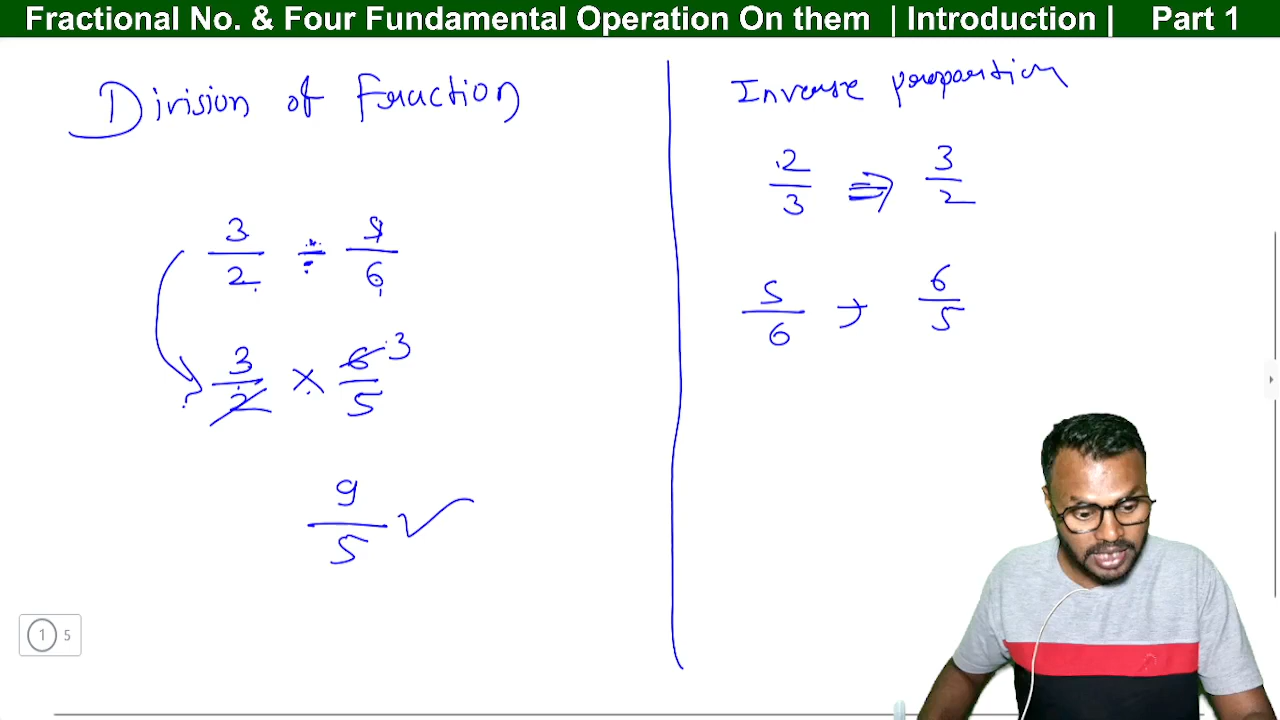 Fractional No. & Four Fundamental Operation On them | Introduction | Part 1
Division of Fraction
3/2 ÷ 5/6
3/2 × 6/5 3
9/5 ✓
Inverse proportion
2/3 ⇒ 3/2
5/6 → 6/5
1 5